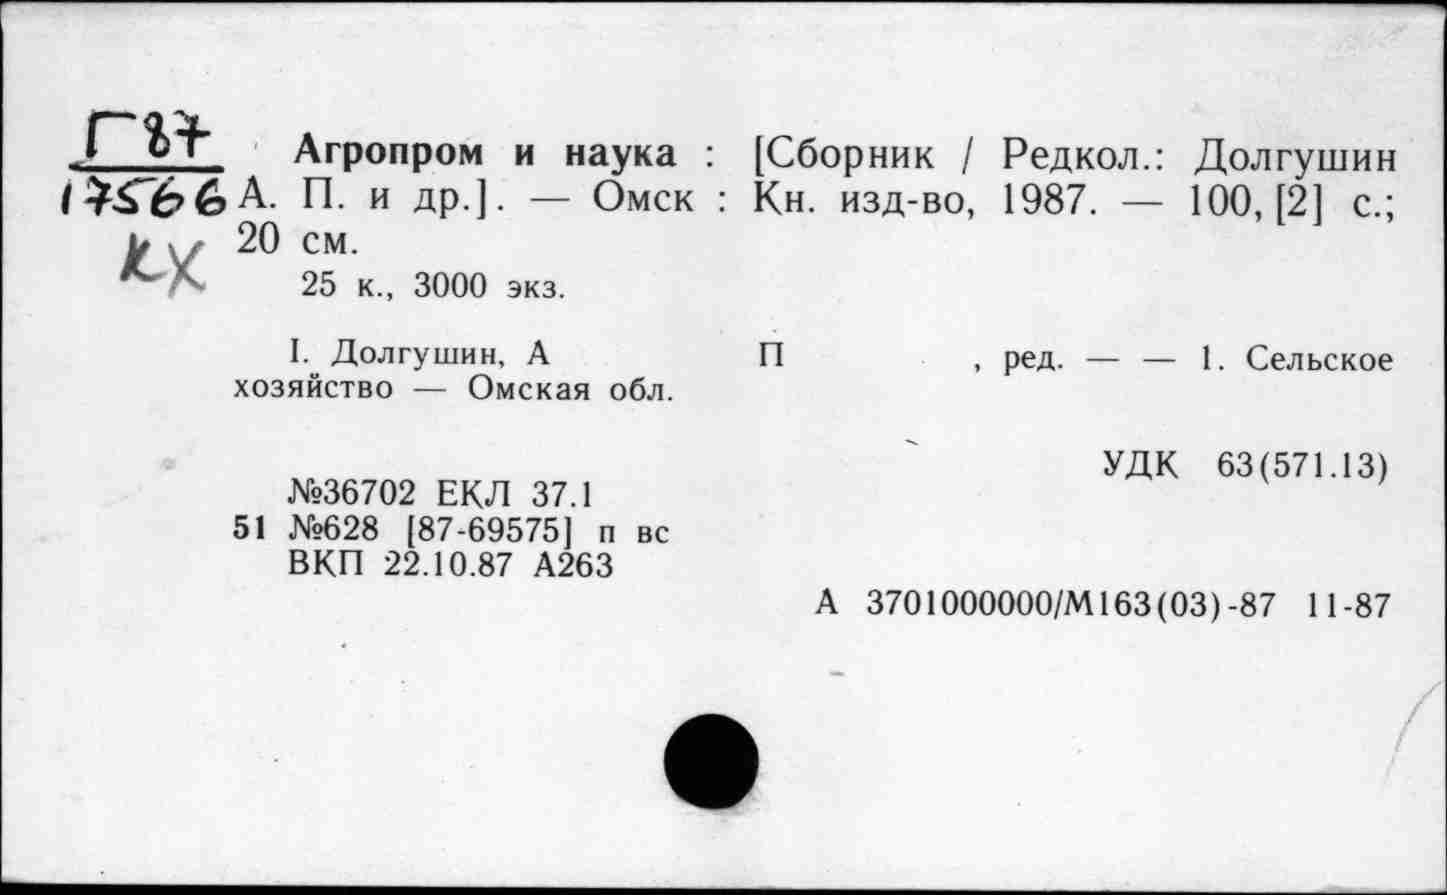 Г87
17566
кх
Агропром и наука : [Сборник / Редкол.: Долгушин
А. П. и др.]. — Омск : Кн. изд-во, 1987. — 100, [2] с.;
20 см.
25 к., 3000 экз.
I. Долгушин, А П , ред. — — 1. Сельское
хозяйство — Омская обл.
УДК 63(571.13)
№36702 ЕКЛ 37.1
51 №628 [87-69575] п вс
ВКП 22.10.87 А263
А 3701000000/М163(03)-87 11-87